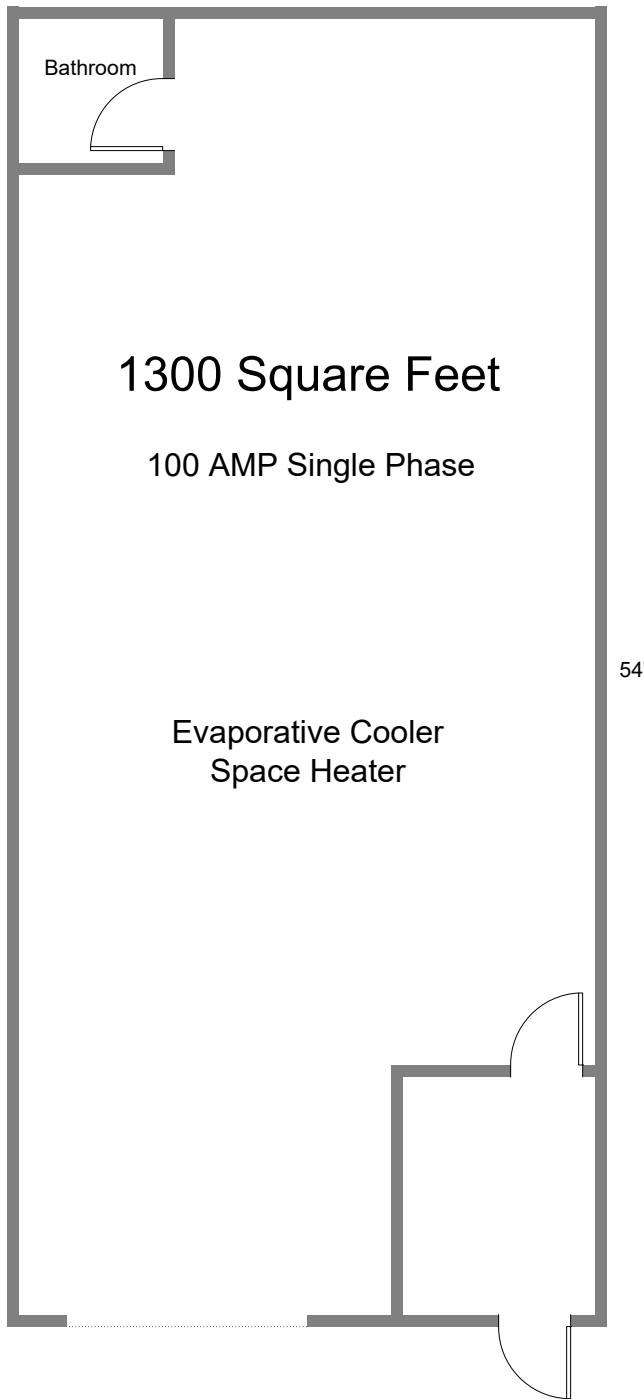 Bathroom
1300 Square Feet
100 AMP Single Phase
54
Evaporative Cooler
Space Heater